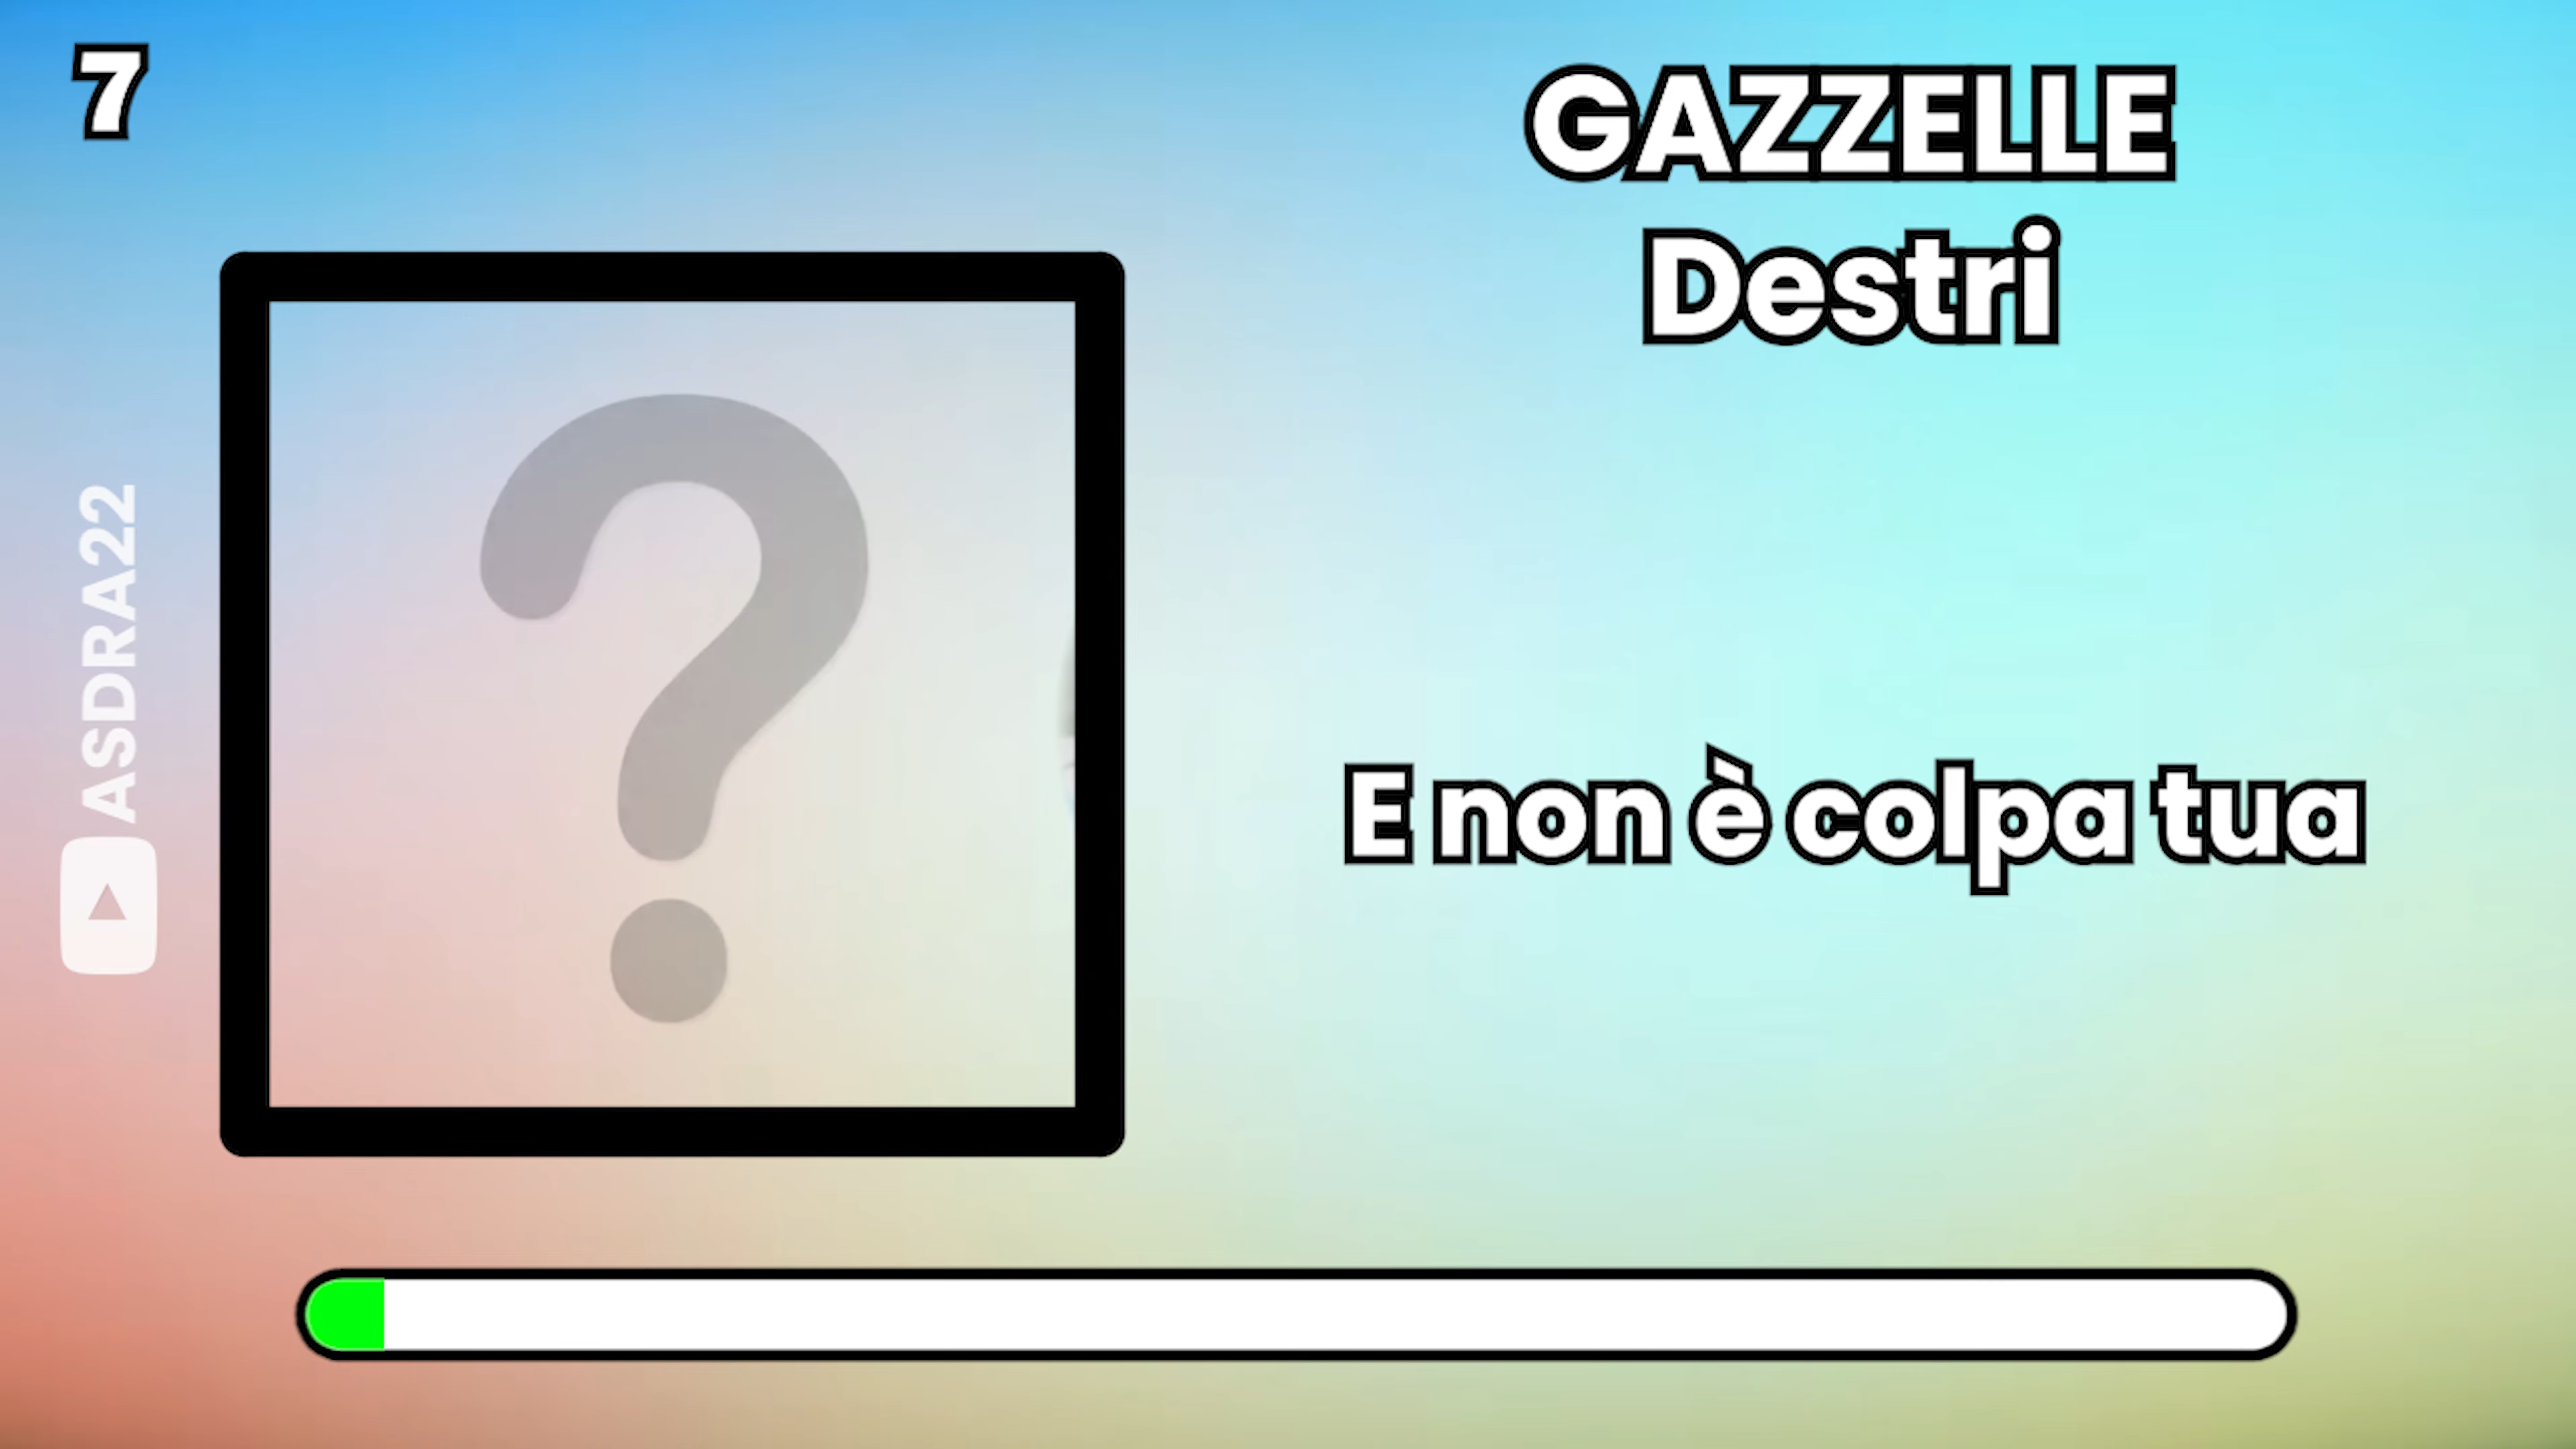 7
GAZZELLE
Destri
?
ASDRA22
E non è colpa tua